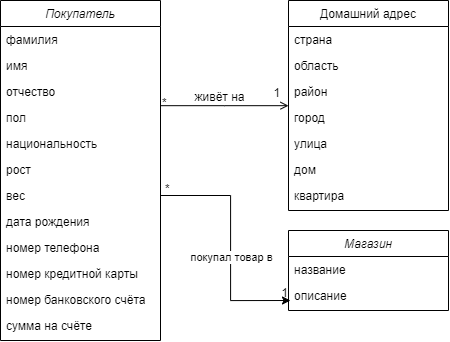 Покупатель
фамилия
имя
отчество
пол
национальность
рост
вес
дата рождения
номер телефона
номер кредитной карты
номер банковского счёта
сумма на счёте
* живёт на 1
Домашний адрес
страна
область
район
город
улица
дом
квартира
*
покупал товар в
1
Магазин
название
описание